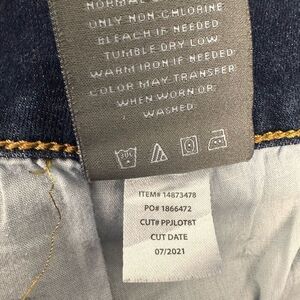 ONLY NON-CHLORINE
BLEACH IF NEEDED
TUMBLE DRY LOW
WARM IRON IF NEEDED
COLOR MAY TRANSFER
WHEN WORN OR
WASHED
ITEM# 14873478
PO# 1866472
CUT# PPJLOT8T
CUT DATE
07/2021